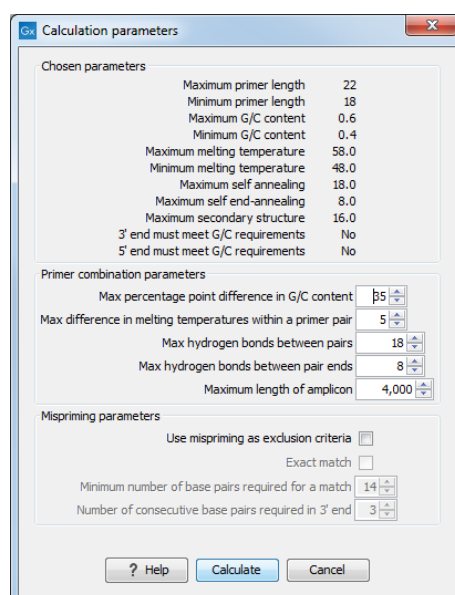 Gx Calculation parameters
Chosen parameters
Maximum primer length 22
Minimum primer length 18
Maximum G/C content 0.6
Minimum G/C content 0.4
Maximum melting temperature 58.0
Minimum melting temperature 48.0
Maximum self annealing 18.0
Maximum self end-annealing 8.0
Maximum secondary structure 16.0
3' end must meet G/C requirements No
5' end must meet G/C requirements No
Primer combination parameters
Max percentage point difference in G/C content 35
Max difference in melting temperatures within a primer pair 5
Max hydrogen bonds between pairs 18
Max hydrogen bonds between pair ends 8
Maximum length of amplicon 4,000
Mispriming parameters
Use mispriming as exclusion criteria
Exact match
Minimum number of base pairs required for a match 14
Number of consecutive base pairs required in 3' end 3
? Help Calculate Cancel